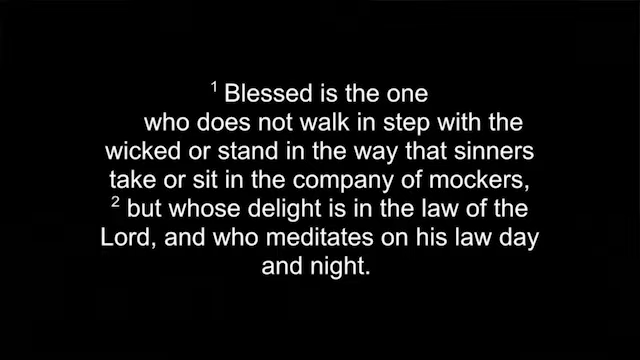 ¹ Blessed is the one
who does not walk in step with the
wicked or stand in the way that sinners
take or sit in the company of mockers,
² but whose delight is in the law of the
Lord, and who meditates on his law day
and night.